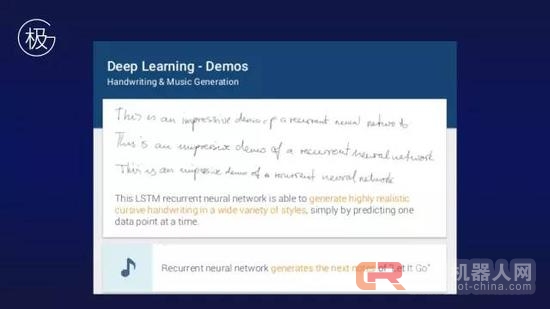 极
Deep Learning - Demos
Handwriting & Music Generation
This is an impressive demo of a recurrent neural network
This is an impressive demo of a recurrent neural network
This is an impressive demo of a recurrent neural network
This LSTM recurrent neural network is able to generate highly realistic
cursive handwriting in a wide variety of styles, simply by predicting one
data point at a time.
Recurrent neural network generates the next notes of "Let It Go"
CR 机器人网
ot-china.com